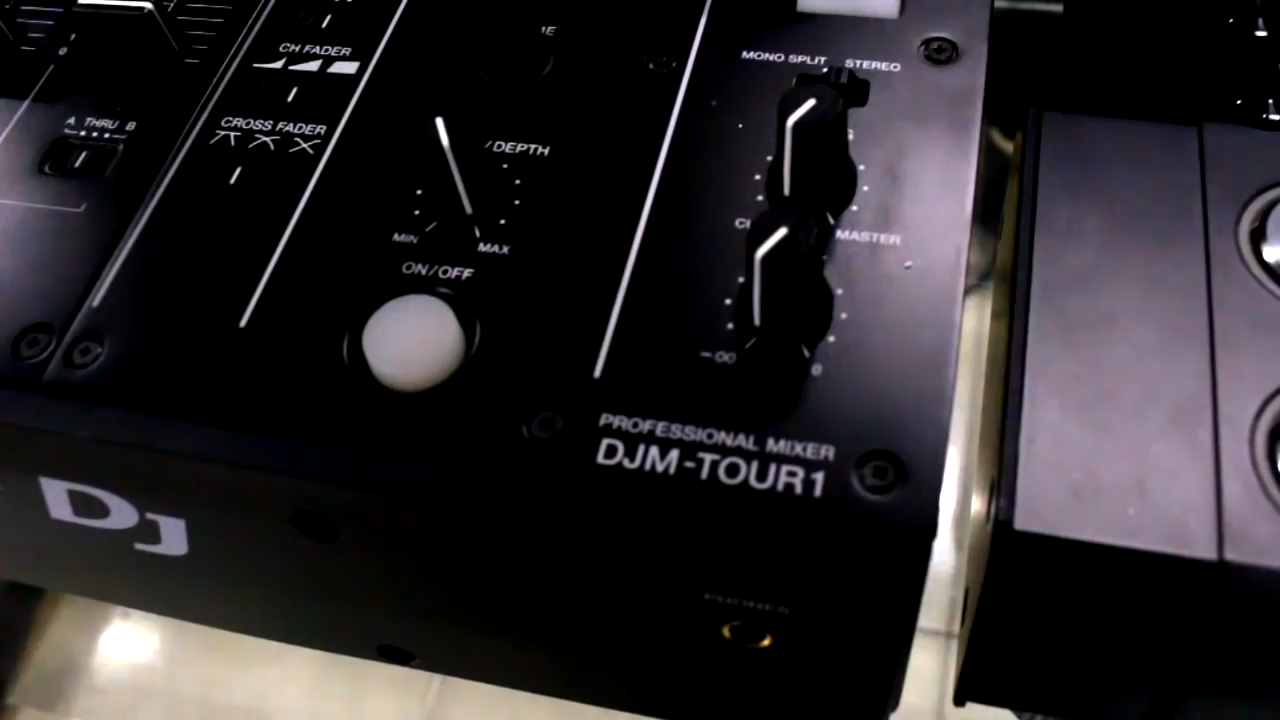 CH FADER
MONO SPLIT STEREO
A THRU B
CROSS FADER
/DEPTH
MIN
MAX
MASTER
ON/OFF
-∞
0
PROFESSIONAL MIXER
DJM-TOUR1
DJ